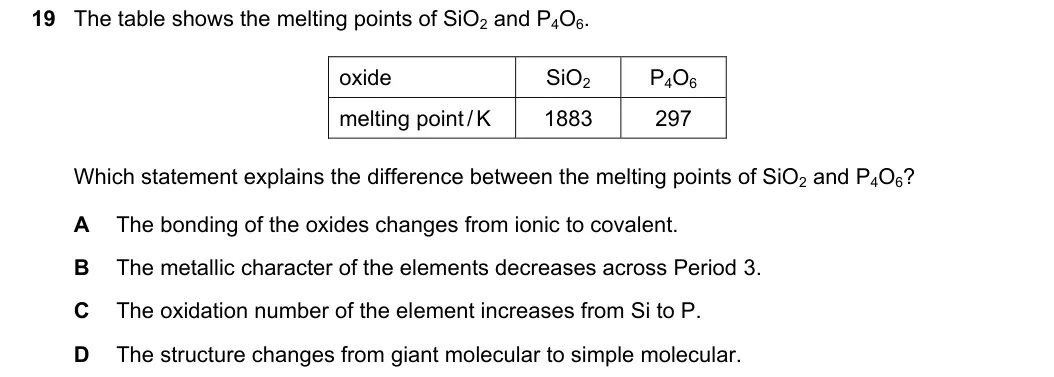 19 The table shows the melting points of SiO₂ and P₄O₆.
oxide SiO₂ P₄O₆
melting point/K 1883 297
Which statement explains the difference between the melting points of SiO₂ and P₄O₆?
A The bonding of the oxides changes from ionic to covalent.
B The metallic character of the elements decreases across Period 3.
C The oxidation number of the element increases from Si to P.
D The structure changes from giant molecular to simple molecular.